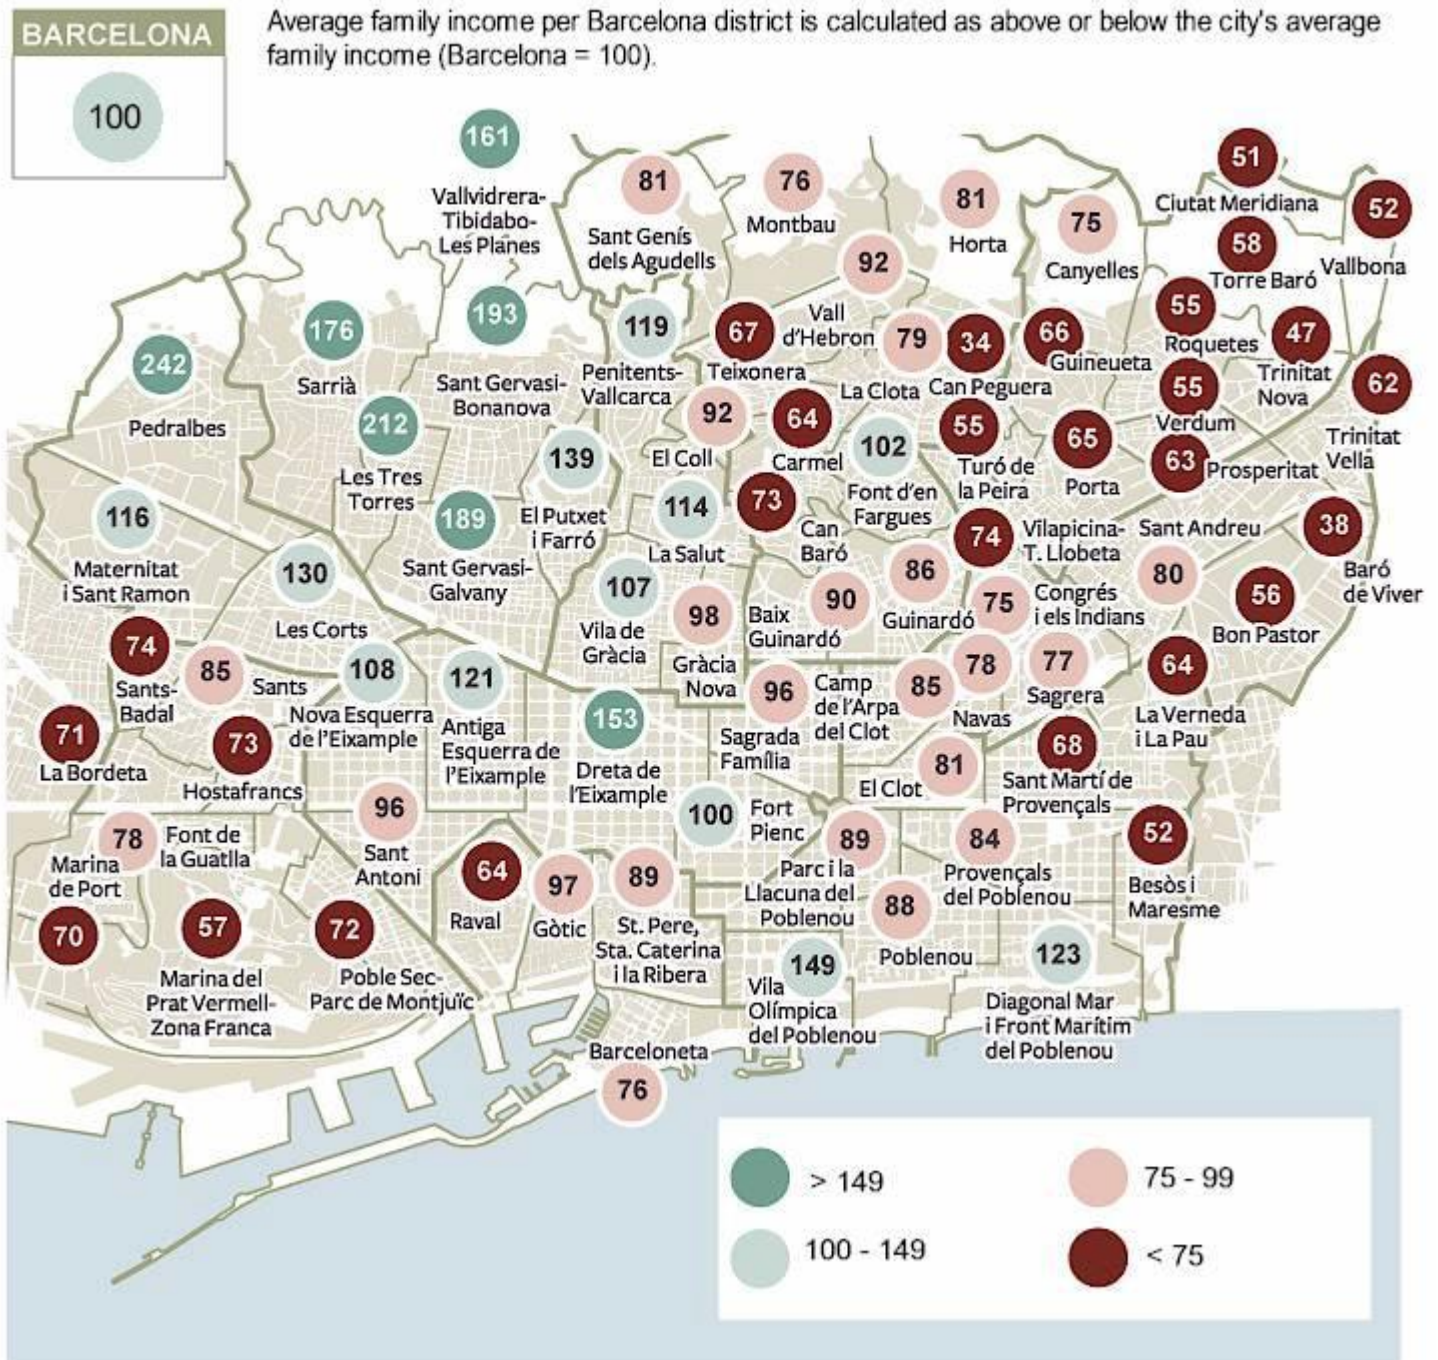 BARCELONA
100
Average family income per Barcelona district is calculated as above or below the city's average
family income (Barcelona = 100).
161
Vallvidrera-
Tibidabo-
Les Planes
81
Sant Genís
dels Agudells
76
Montbau
81
Horta
75
Canyelles
51
Ciutat Meridiana
52
Vallbona
58
Torre Baró
92
Vall
d'Hebron
242
Pedralbes
176
Sarrià
193
Sant Gervasi-
Bonanova
119
Penitents-
Vallcarca
67
Teixonera
79
La Clota
34
Can Peguera
66
Guineueta
55
Roquetes
47
Trinitat
Nova
55
Verdum
62
Trinitat
Vella
212
Les Tres
Torres
139
El Putxet
i Farró
92
El Coll
64
Carmel
102
Font d'en
Fargues
55
Turó de
la Peira
65
Porta
63
Prosperitat
116
Maternitat
i Sant Ramon
189
Sant Gervasi-
Galvany
114
La Salut
73
Can
Baró
74
Vilapicina-
T. Llobeta
Sant Andreu
80
38
Baró
de Viver
130
Les Corts
107
Vila de
Gràcia
98
Gràcia
Nova
Baix
Guinardó
90
86
Guinardó
75
Congrés
i els Indians
56
Bon Pastor
74
Sants-
Badal
85
Sants
108
Nova Esquerra
de l'Eixample
121
Antiga
Esquerra de
l'Eixample
153
Dreta de
l'Eixample
96
Sagrada
Família
Camp
de l'Arpa
del Clot
85
78
Navas
77
Sagrera
64
La Verneda
i La Pau
71
La Bordeta
73
Hostafrancs
81
El Clot
68
Sant Martí de
Provençals
78
Font de
la Guatlla
96
Sant
Antoni
100
Fort
Pienc
89
Parc i la
Llacuna del
Poblenou
84
Provençals
del Poblenou
52
Besòs i
Maresme
Marina
de Port
70
57
Marina del
Prat Vermell-
Zona Franca
72
Poble Sec-
Parc de Montjuïc
64
Raval
97
Gòtic
89
St. Pere,
Sta. Caterina
i la Ribera
88
Poblenou
149
Vila
Olímpica
del Poblenou
123
Diagonal Mar
i Front Marítim
del Poblenou
Barceloneta
76
> 149
75 - 99
100 - 149
< 75